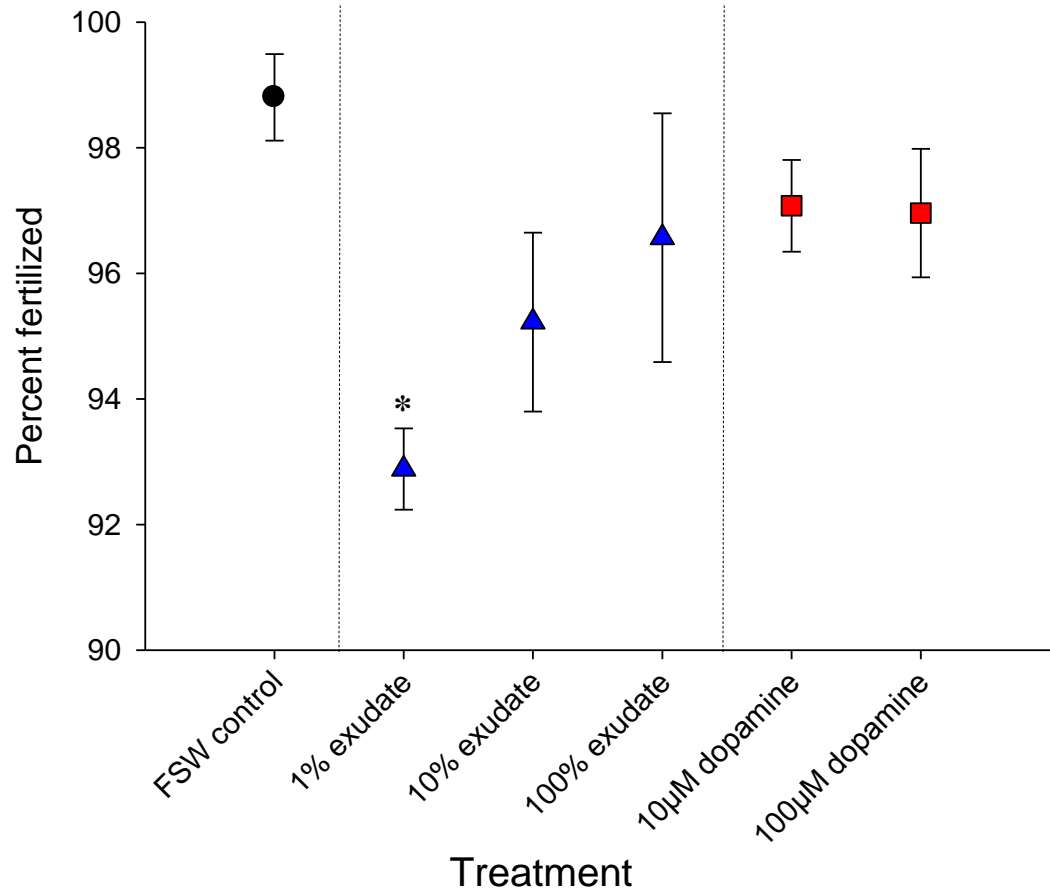 100
98
96
94
92
90
Percent fertilized
*
FSW control
1% exudate
10% exudate
100% exudate
10µM dopamine
100µM dopamine
Treatment